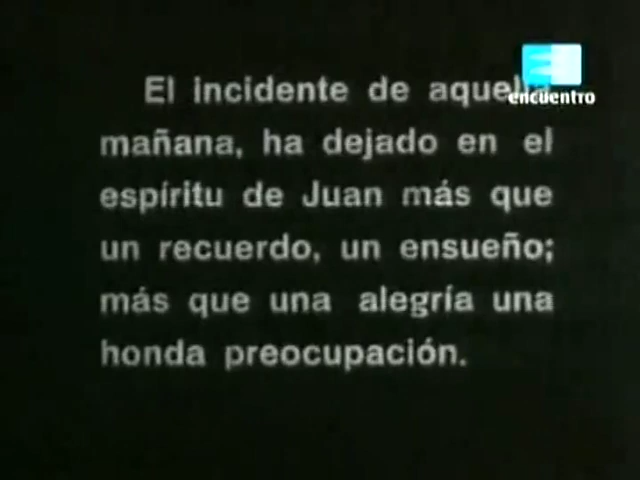 El incidente de aquella
mañana, ha dejado en el
espíritu de Juan más que
un recuerdo, un ensueño;
más que una alegría una
honda preocupación.
encuentro